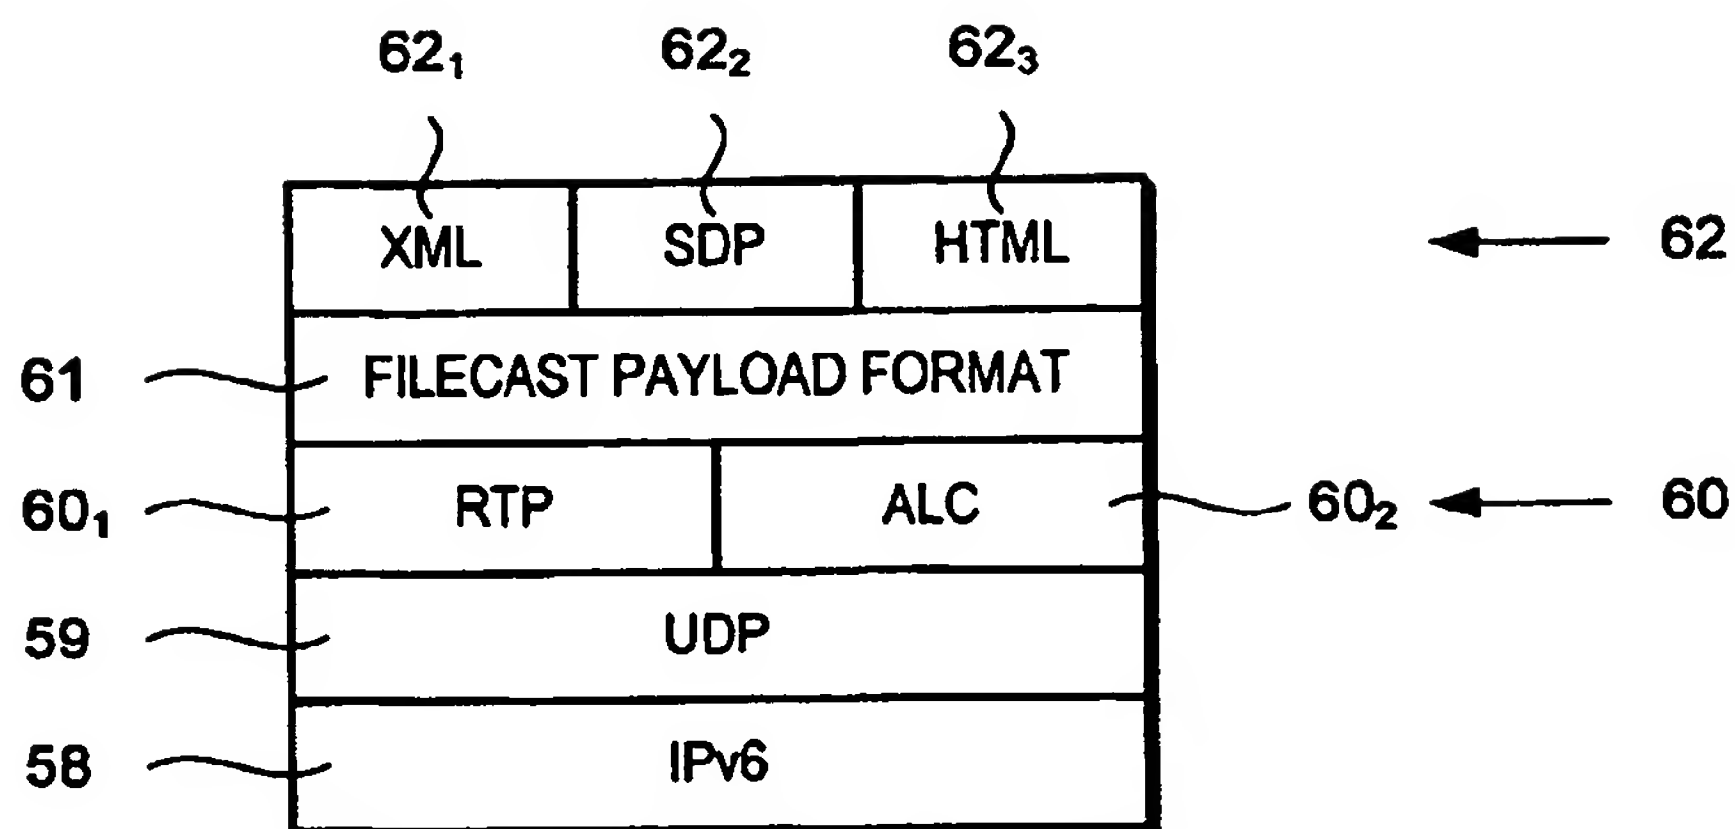 62₁ 62₂ 62₃
XML SDP HTML 62
61 FILECAST PAYLOAD FORMAT
60₁ RTP ALC 60₂ 60
59 UDP
58 IPv6